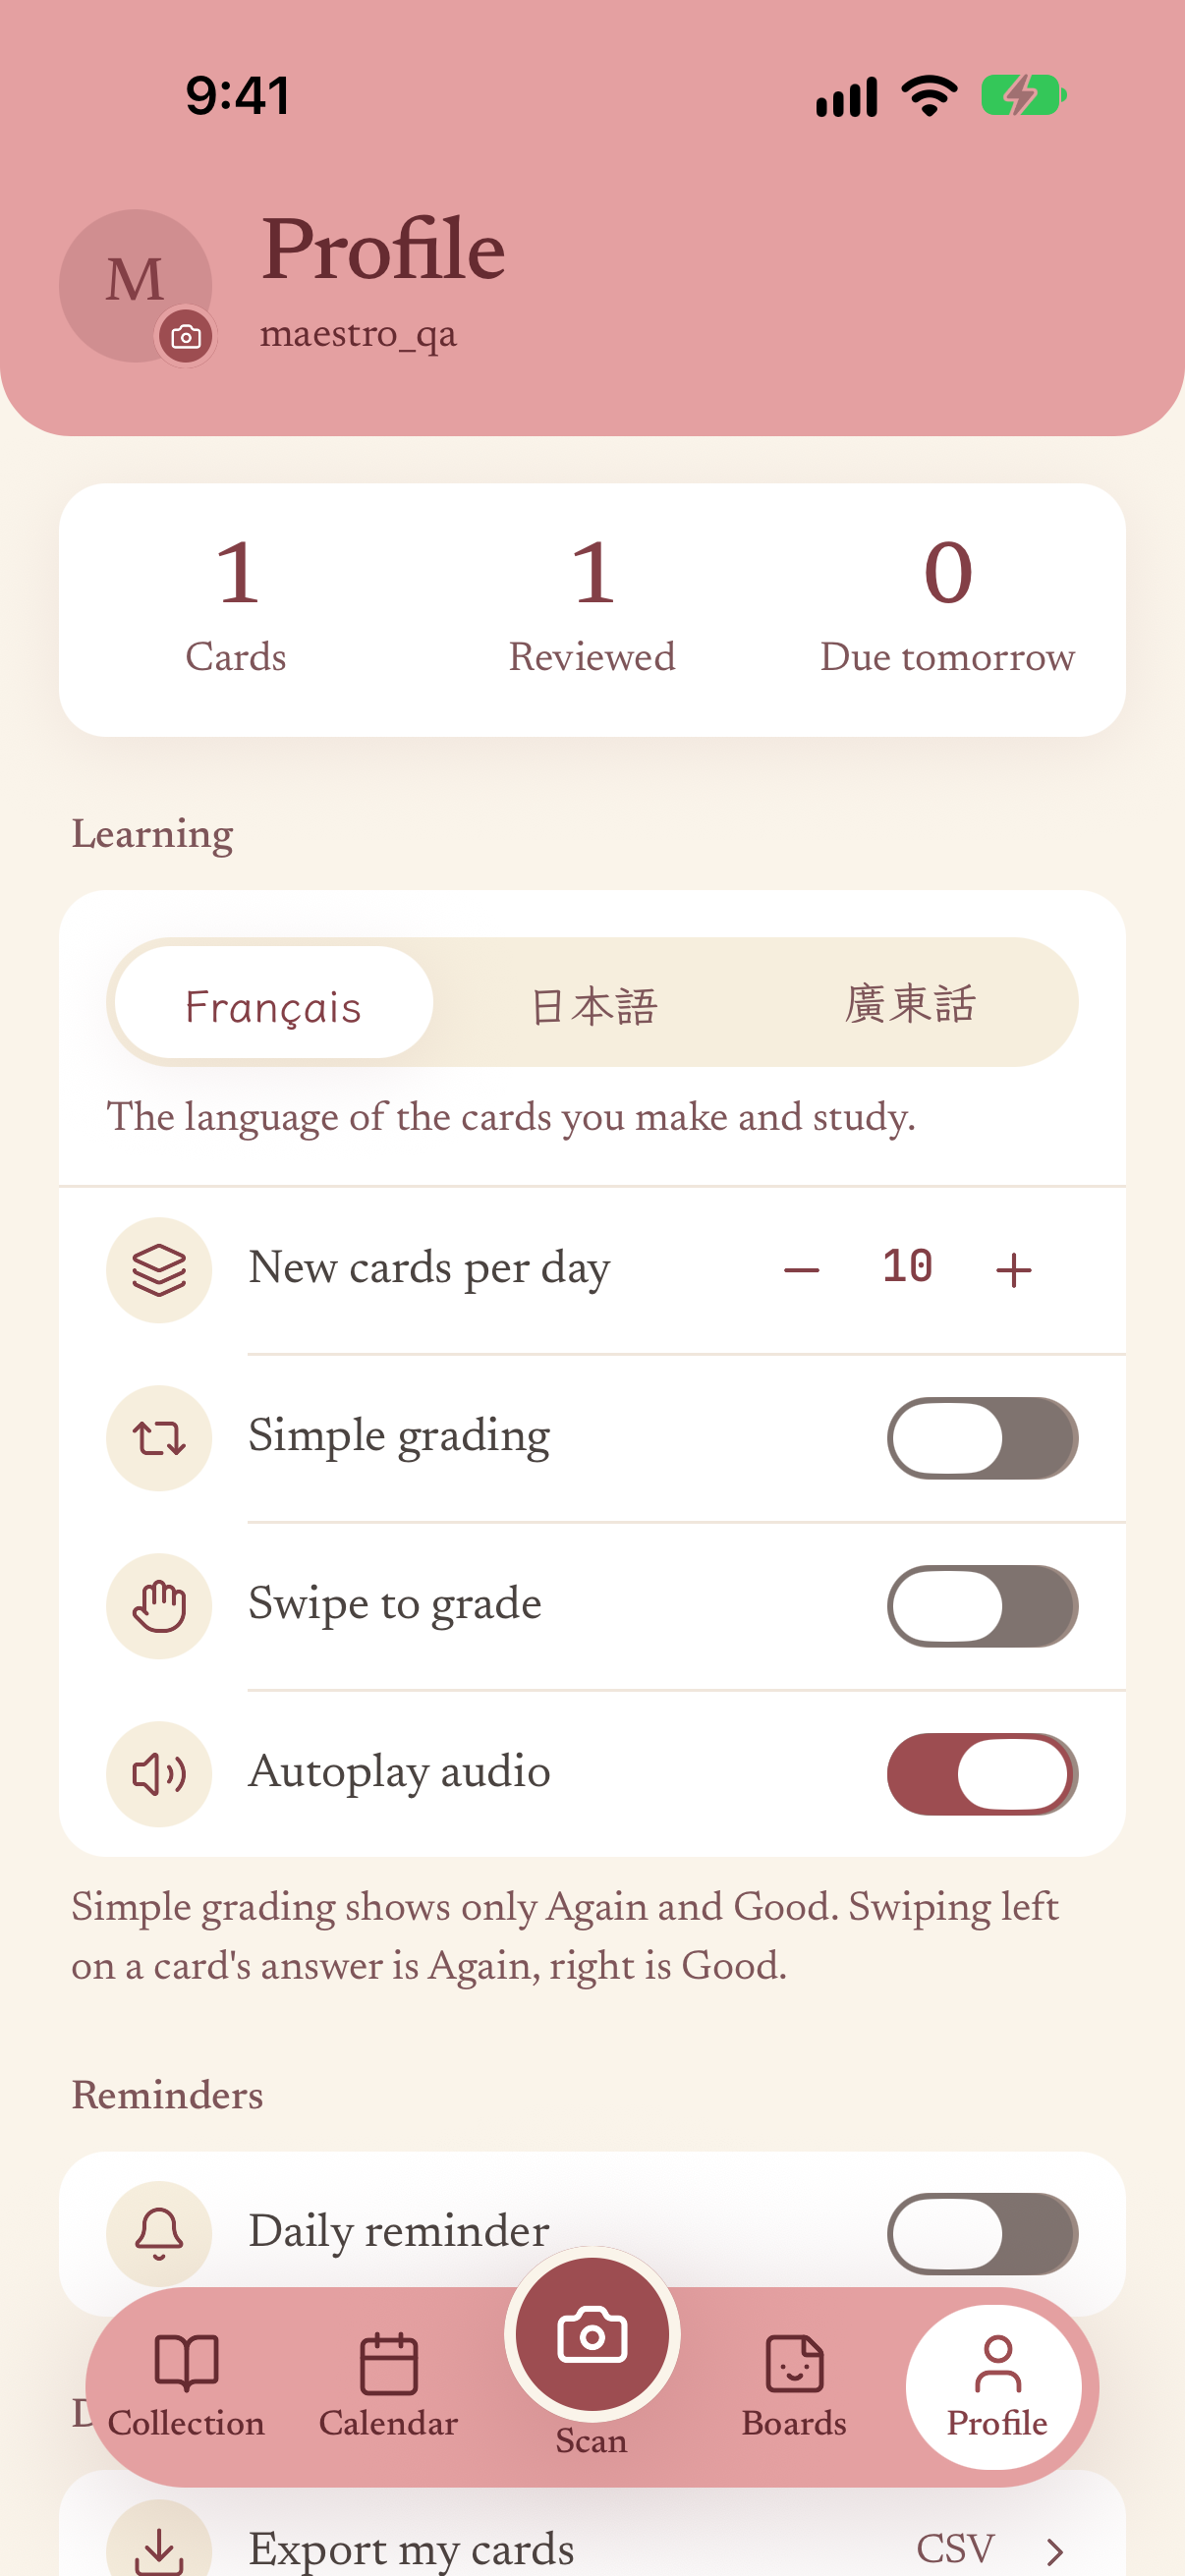 9:41
M
Profile
maestro_qa
1
Cards
1
Reviewed
0
Due tomorrow
Learning
Français
日本語
廣東話
The language of the cards you make and study.
New cards per day
10
Simple grading
Swipe to grade
Autoplay audio
Simple grading shows only Again and Good. Swiping left
on a card's answer is Again, right is Good.
Reminders
Daily reminder
Collection
Calendar
Scan
Boards
Profile
Export my cards
CSV